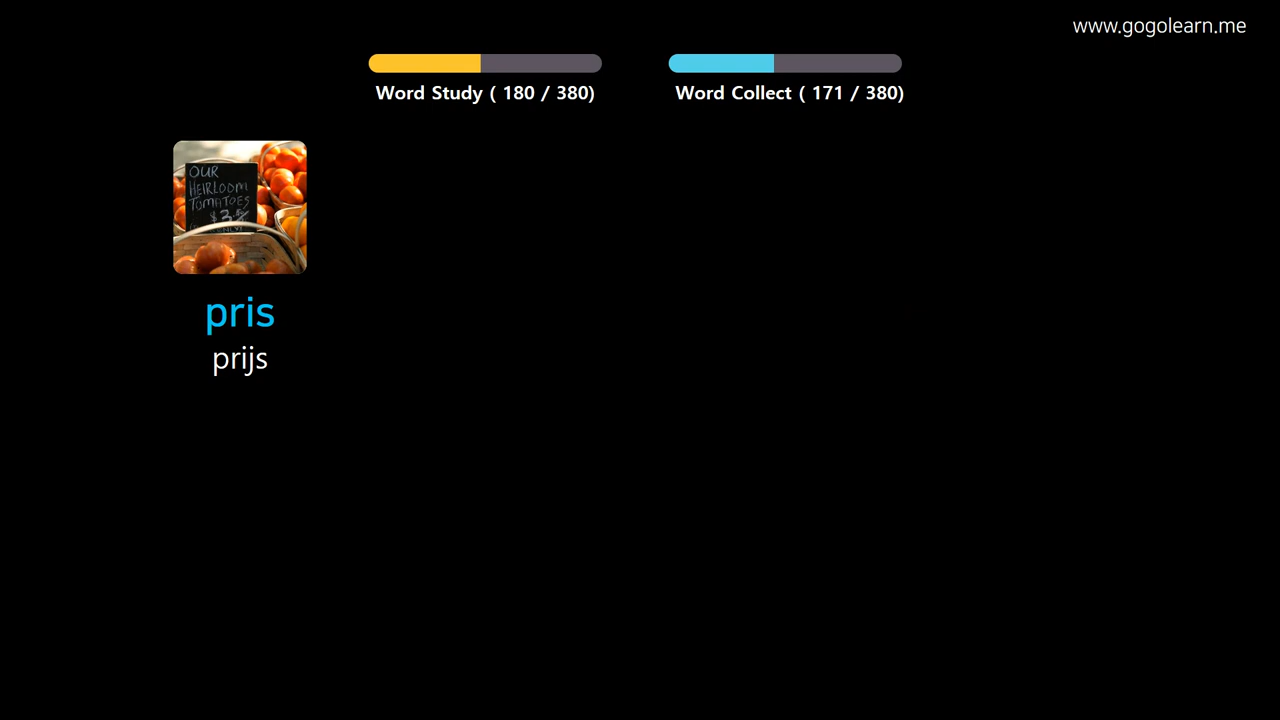 www.gogolearn.me
Word Study ( 180 / 380)
Word Collect ( 171 / 380)
OUR
HEIRLOOM
TOMATOES
pris
prijs